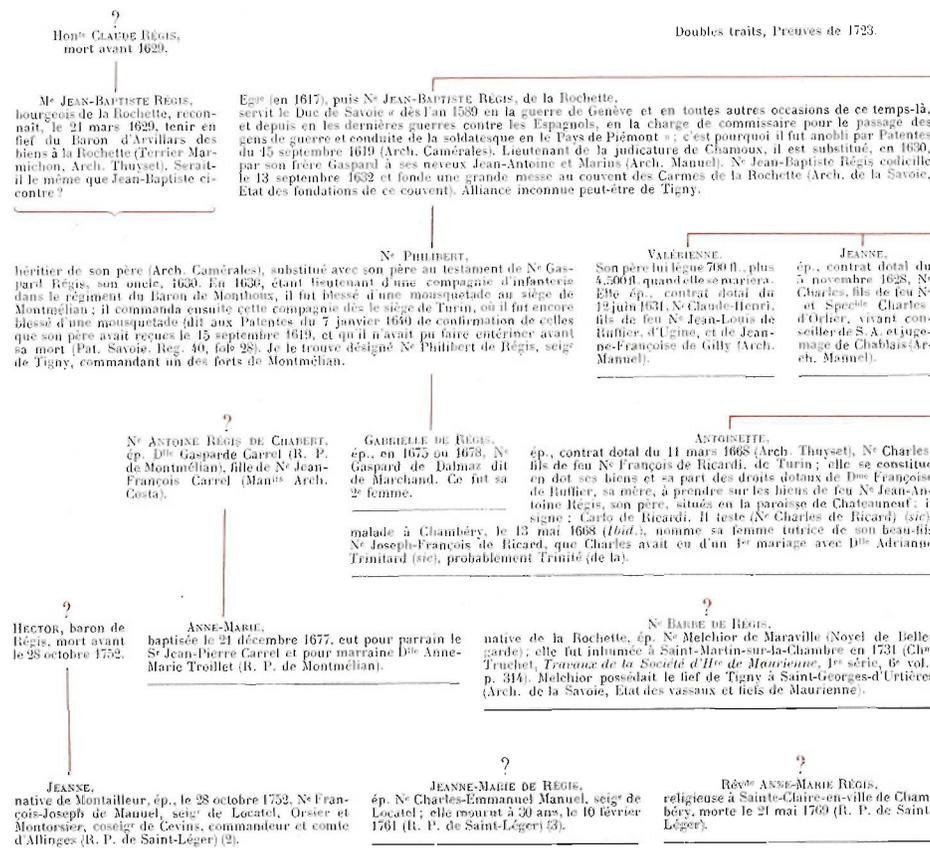 ?
Hon^te CLAUDE RÉGIS,
mort avant 1629.
Doubles traits, Preuves de 1723.
M^e JEAN-BAPTISTE RÉGIS,
bourgeois de la Rochette, recon-
naît, le 21 mars 1629, tenir en
fief du Baron d'Arvillars des
biens à la Rochette (Terrier Mar-
michon, Arch. Thuyset). Serait-
il le même que Jean-Baptiste ci-
contre ?
Eg^re (en 1617), puis N^e JEAN-BAPTISTE RÉGIS, de la Rochette,
servit le Duc de Savoie « dès l'an 1589 en la guerre de Genève et en toutes autres occasions de ce temps-là,
et depuis en les dernières guerres contre les Espagnols, en la charge de commissaire pour le passage des
gens de guerre et conduite de la soldatesque en le Pays de Piémont » ; c'est pourquoi il fut anobli par Patentes
du 15 septembre 1619 (Arch. Camérales). Lieutenant de la judicature de Chamoux, il est substitué, en 1630,
par son frère Gaspard à ses neveux Jean-Antoine et Marins (Arch. Manuel). N^e Jean-Baptiste Régis codicille
le 13 septembre 1632 et fonde une grande messe au couvent des Carmes de la Rochette (Arch. de la Savoie,
Etat des fondations de ce couvent). Alliance inconnue peut-être de Tigny.
N^e PHILIBERT,
héritier de son père (Arch. Camérales), substitué avec son père au testament de N^e Gas-
pard Régis, son oncle, 1630. En 1636, étant lieutenant d'une compagnie d'infanterie
dans le régiment du Baron de Monthoux, il fut blessé d'une mousquetade au siège de
Montmélian ; il commanda ensuite cette compagnie dès le siège de Turin, où il fut encore
blessé d'une mousquetade (dit aux Patentes du 7 janvier 1640 de confirmation de celles
que son père avait reçues le 15 septembre 1619, et qu'il n'avait pu faire entériner avant
sa mort (Pat. Savoie. Reg. 40, fol^o 28). Je le trouve désigné N^e Philibert de Régis, seig^r
de Tigny, commandant un des forts de Montmélian.
VALÉRIENNE.
Son père lui lègue 700 fl., plus
4.500 fl. quand elle se mariera.
Elle ép., contrat dotal du
12 juin 1631, N^e Claude-Henri,
fils de feu N^e Jean-Louis de
Ruffier, d'Ugine, et de Jean-
ne-Françoise de Gilly (Arch.
Manuel).
JEANNE,
ép., contrat dotal du
5 novembre 1628, N^e
Charles, fils de feu N^e
et Spec^ble Charles
d'Orlier, vivant con-
seiller de S. A. et juge-
mage de Chablais (Ar-
ch. Manuel).
?
N^e ANTOINE RÉGIS DE CHABERT,
ép. D^lle Gasparde Carrel (R. P.
de Montmélian), fille de N^e Jean-
François Carrel (Man^ts Arch.
Costa).
GABRIELLE DE RÉGIS,
ép., en 1675 ou 1678, N^e
Gaspard de Dalmaz dit
de Marchand. Ce fut sa
2^e femme.
ANTOINETTE,
ép., contrat dotal du 11 mars 1668 (Arch. Thuyset), N^e Charles
fils de feu N^e François de Ricardi, de Turin ; elle se constitue
en dot ses biens et sa part des droits dotaux de D^me Françoise
de Ruffier, sa mère, à prendre sur les biens de feu N^e Jean-An-
toine Régis, son père, situés en la paroisse de Chateauneuf ; i
signe : Carlo de Ricardi. Il teste (N^e Charles de Ricard) (sic)
malade à Chambéry, le 13 mai 1668 (Ibid.), nomme sa femme tutrice de son beau-fils
N^e Joseph-François de Ricard, que Charles avait eu d'un 1^er mariage avec D^lle Adrianne
Trinitard (sic), probablement Trinité (de la).
?
HECTOR, baron de
Régis, mort avant
le 28 octobre 1752.
ANNE-MARIE,
baptisée le 21 décembre 1677, eut pour parrain le
S^r Jean-Pierre Carrel et pour marraine D^lle Anne-
Marie Troillet (R. P. de Montmélian).
?
N^e BARBE DE RÉGIS,
native de la Rochette, ép. N^e Melchior de Maraville (Noyel de Belle-
garde) ; elle fut inhumée à Saint-Martin-sur-la-Chambre en 1731 (Ch^ne
Truchet, Travaux de la Société d'H^re de Maurienne, 1^re série, 6^e vol.
p. 314). Melchior possédait le fief de Tigny à Saint-Georges-d'Urtières
(Arch. de la Savoie, Etat des vassaux et fiefs de Maurienne).
JEANNE,
native de Montailleur, ép., le 28 octobre 1752, N^e Fran-
çois-Joseph de Manuel, seig^r de Locatel, Orsier et
Montorsier, coseig^r de Cevins, commandeur et comte
d'Allinges (R. P. de Saint-Léger) (2).
?
JEANNE-MARIE DE RÉGIS,
ép. N^e Charles-Emmanuel Manuel, seig^r de
Locatel ; elle mourut à 30 ans, le 10 février
1761 (R. P. de Saint-Léger) (3).
?
Rév^de ANNE-MARIE RÉGIS,
religieuse à Sainte-Claire-en-ville de Cham
béry, morte le 21 mai 1769 (R. P. de Saint
Léger).